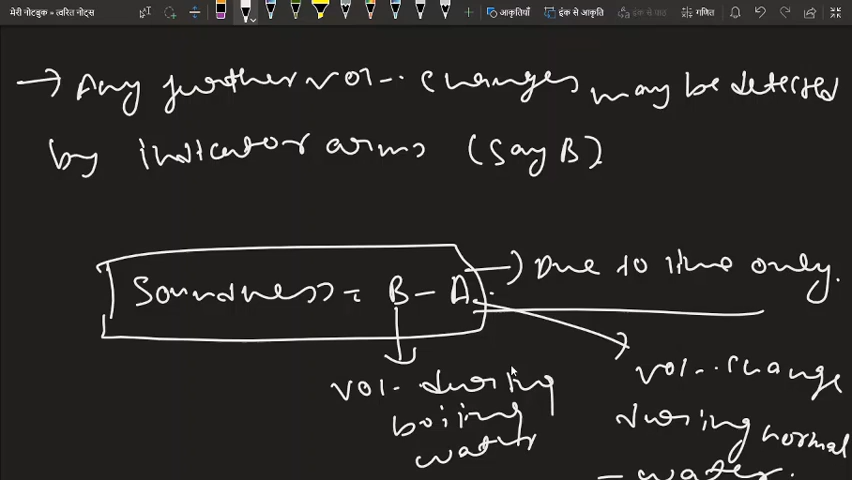 मेरी नोटबुक – त्वरित नोट्स
आकृतियाँ इंक से आकृति इंक से पाठ गणित
→ Any further vol-. changes may be detected
by indicator arms (Say B).
Soundness = B - A. → Due to lime only.
vol- during
boiling
water
vol-. change
during normal
- water.